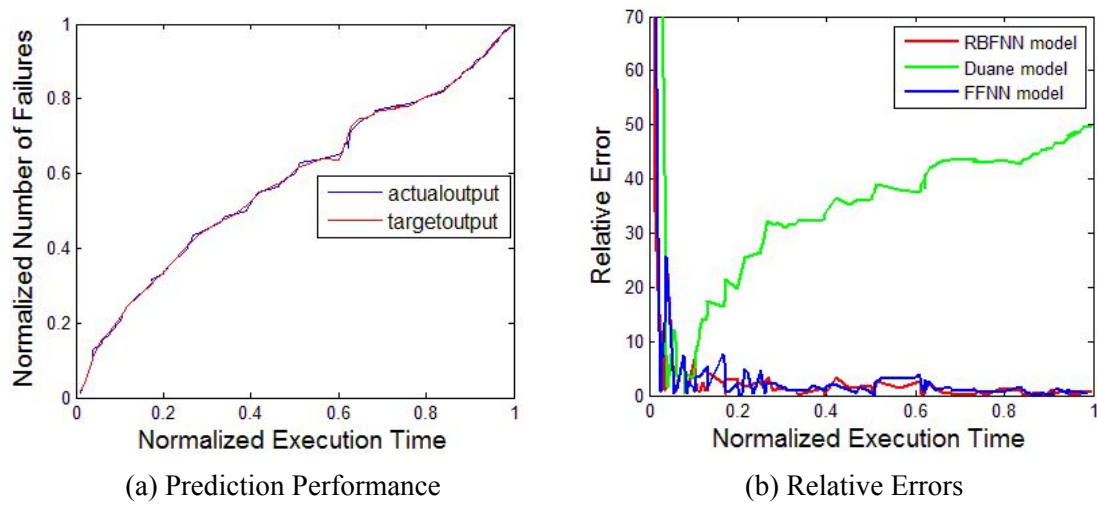 1
0.8
0.6
0.4
0.2
0
0
0.2
0.4
0.6
0.8
1
Normalized Number of Failures
Normalized Execution Time
actualoutput
targetoutput
(a) Prediction Performance
70
60
50
40
30
20
10
0
0
0.2
0.4
0.6
0.8
1
Relative Error
Normalized Execution Time
RBFNN model
Duane model
FFNN model
(b) Relative Errors